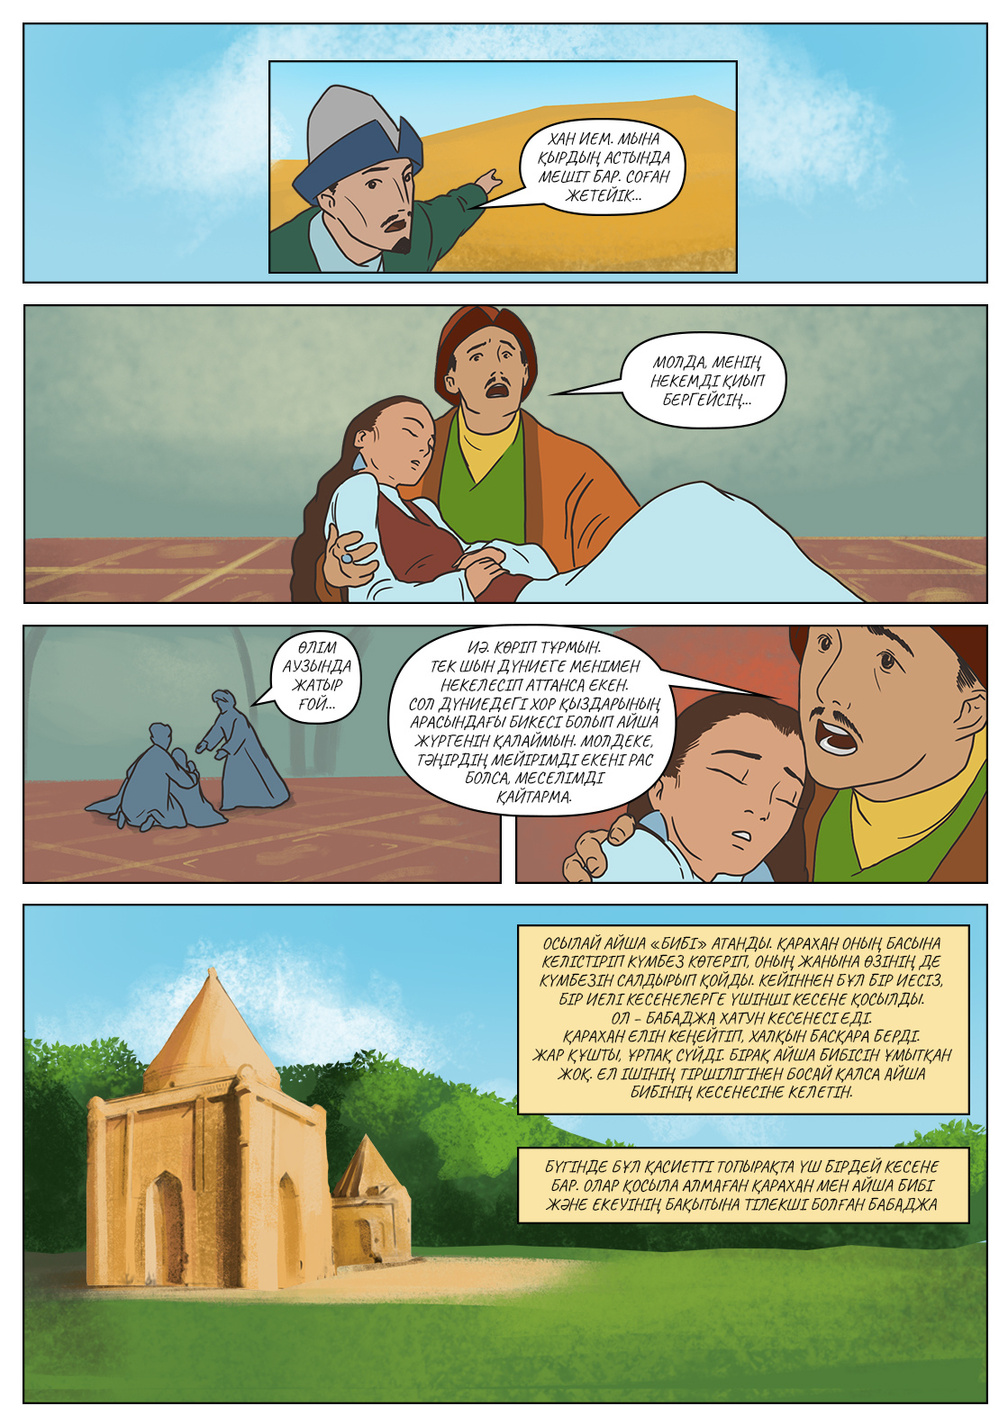 ХАН ИЕМ. МЫНА
ҚЫРДЫҢ АСТЫНДА
МЕШІТ БАР. СОҒАН
ЖЕТЕЙІК...
МОЛДА, МЕНІҢ
НЕКЕМДІ ҚИЫП
БЕРГЕЙСІҢ...
ӨЛІМ
АУЗЫНДА
ЖАТЫР
ҒОЙ...
ИӘ. КӨРІП ТҰРМЫН.
ТЕК ШЫН ДҮНИЕГЕ МЕНІМЕН
НЕКЕЛЕСІП АТТАНСА ЕКЕН.
СОЛ ДҮНИЕДЕГІ ХОР ҚЫЗДАРЫНЫҢ
АРАСЫНДАҒЫ БИКЕСІ БОЛЫП АЙША
ЖҮРГЕНІН ҚАЛАЙМЫН. МОЛДЕКЕ,
ТӘҢІРДІҢ МЕЙІРІМДІ ЕКЕНІ РАС
БОЛСА, МЕСЕЛІМДІ
ҚАЙТАРМА.
ОСЫЛАЙ АЙША «БИБІ» АТАНДЫ. ҚАРАХАН ОНЫҢ БАСЫНА
КЕЛІСТІРІП КҮМБЕЗ КӨТЕРІП, ОНЫҢ ЖАНЫНА ӨЗІНІҢ ДЕ
КҮМБЕЗІН САЛДЫРЫП ҚОЙДЫ. КЕЙІННЕН БҰЛ БІР ИЕСІЗ,
БІР ИЕЛІ КЕСЕНЕЛЕРГЕ ҮШІНШІ КЕСЕНЕ ҚОСЫЛДЫ.
ОЛ – БАБАДЖА ХАТУН КЕСЕНЕСІ ЕДІ.
ҚАРАХАН ЕЛІН КЕҢЕЙТІП, ХАЛҚЫН БАСҚАРА БЕРДІ.
ЖАР ҚҰШТЫ, ҰРПАҚ СҮЙДІ. БІРАҚ АЙША БИБІСІН ҰМЫТҚАН
ЖОҚ. ЕЛ ІШІНІҢ ТІРШІЛІГІНЕН БОСАЙ ҚАЛСА АЙША
БИБІНІҢ КЕСЕНЕСІНЕ КЕЛЕТІН.
БҮГІНДЕ БҰЛ ҚАСИЕТТІ ТОПЫРАҚТА ҮШ БІРДЕЙ КЕСЕНЕ
БАР. ОЛАР ҚОСЫЛА АЛМАҒАН ҚАРАХАН МЕН АЙША БИБІ
ЖӘНЕ ЕКЕУІНІҢ БАҚЫТЫНА ТІЛЕКШІ БОЛҒАН БАБАДЖА